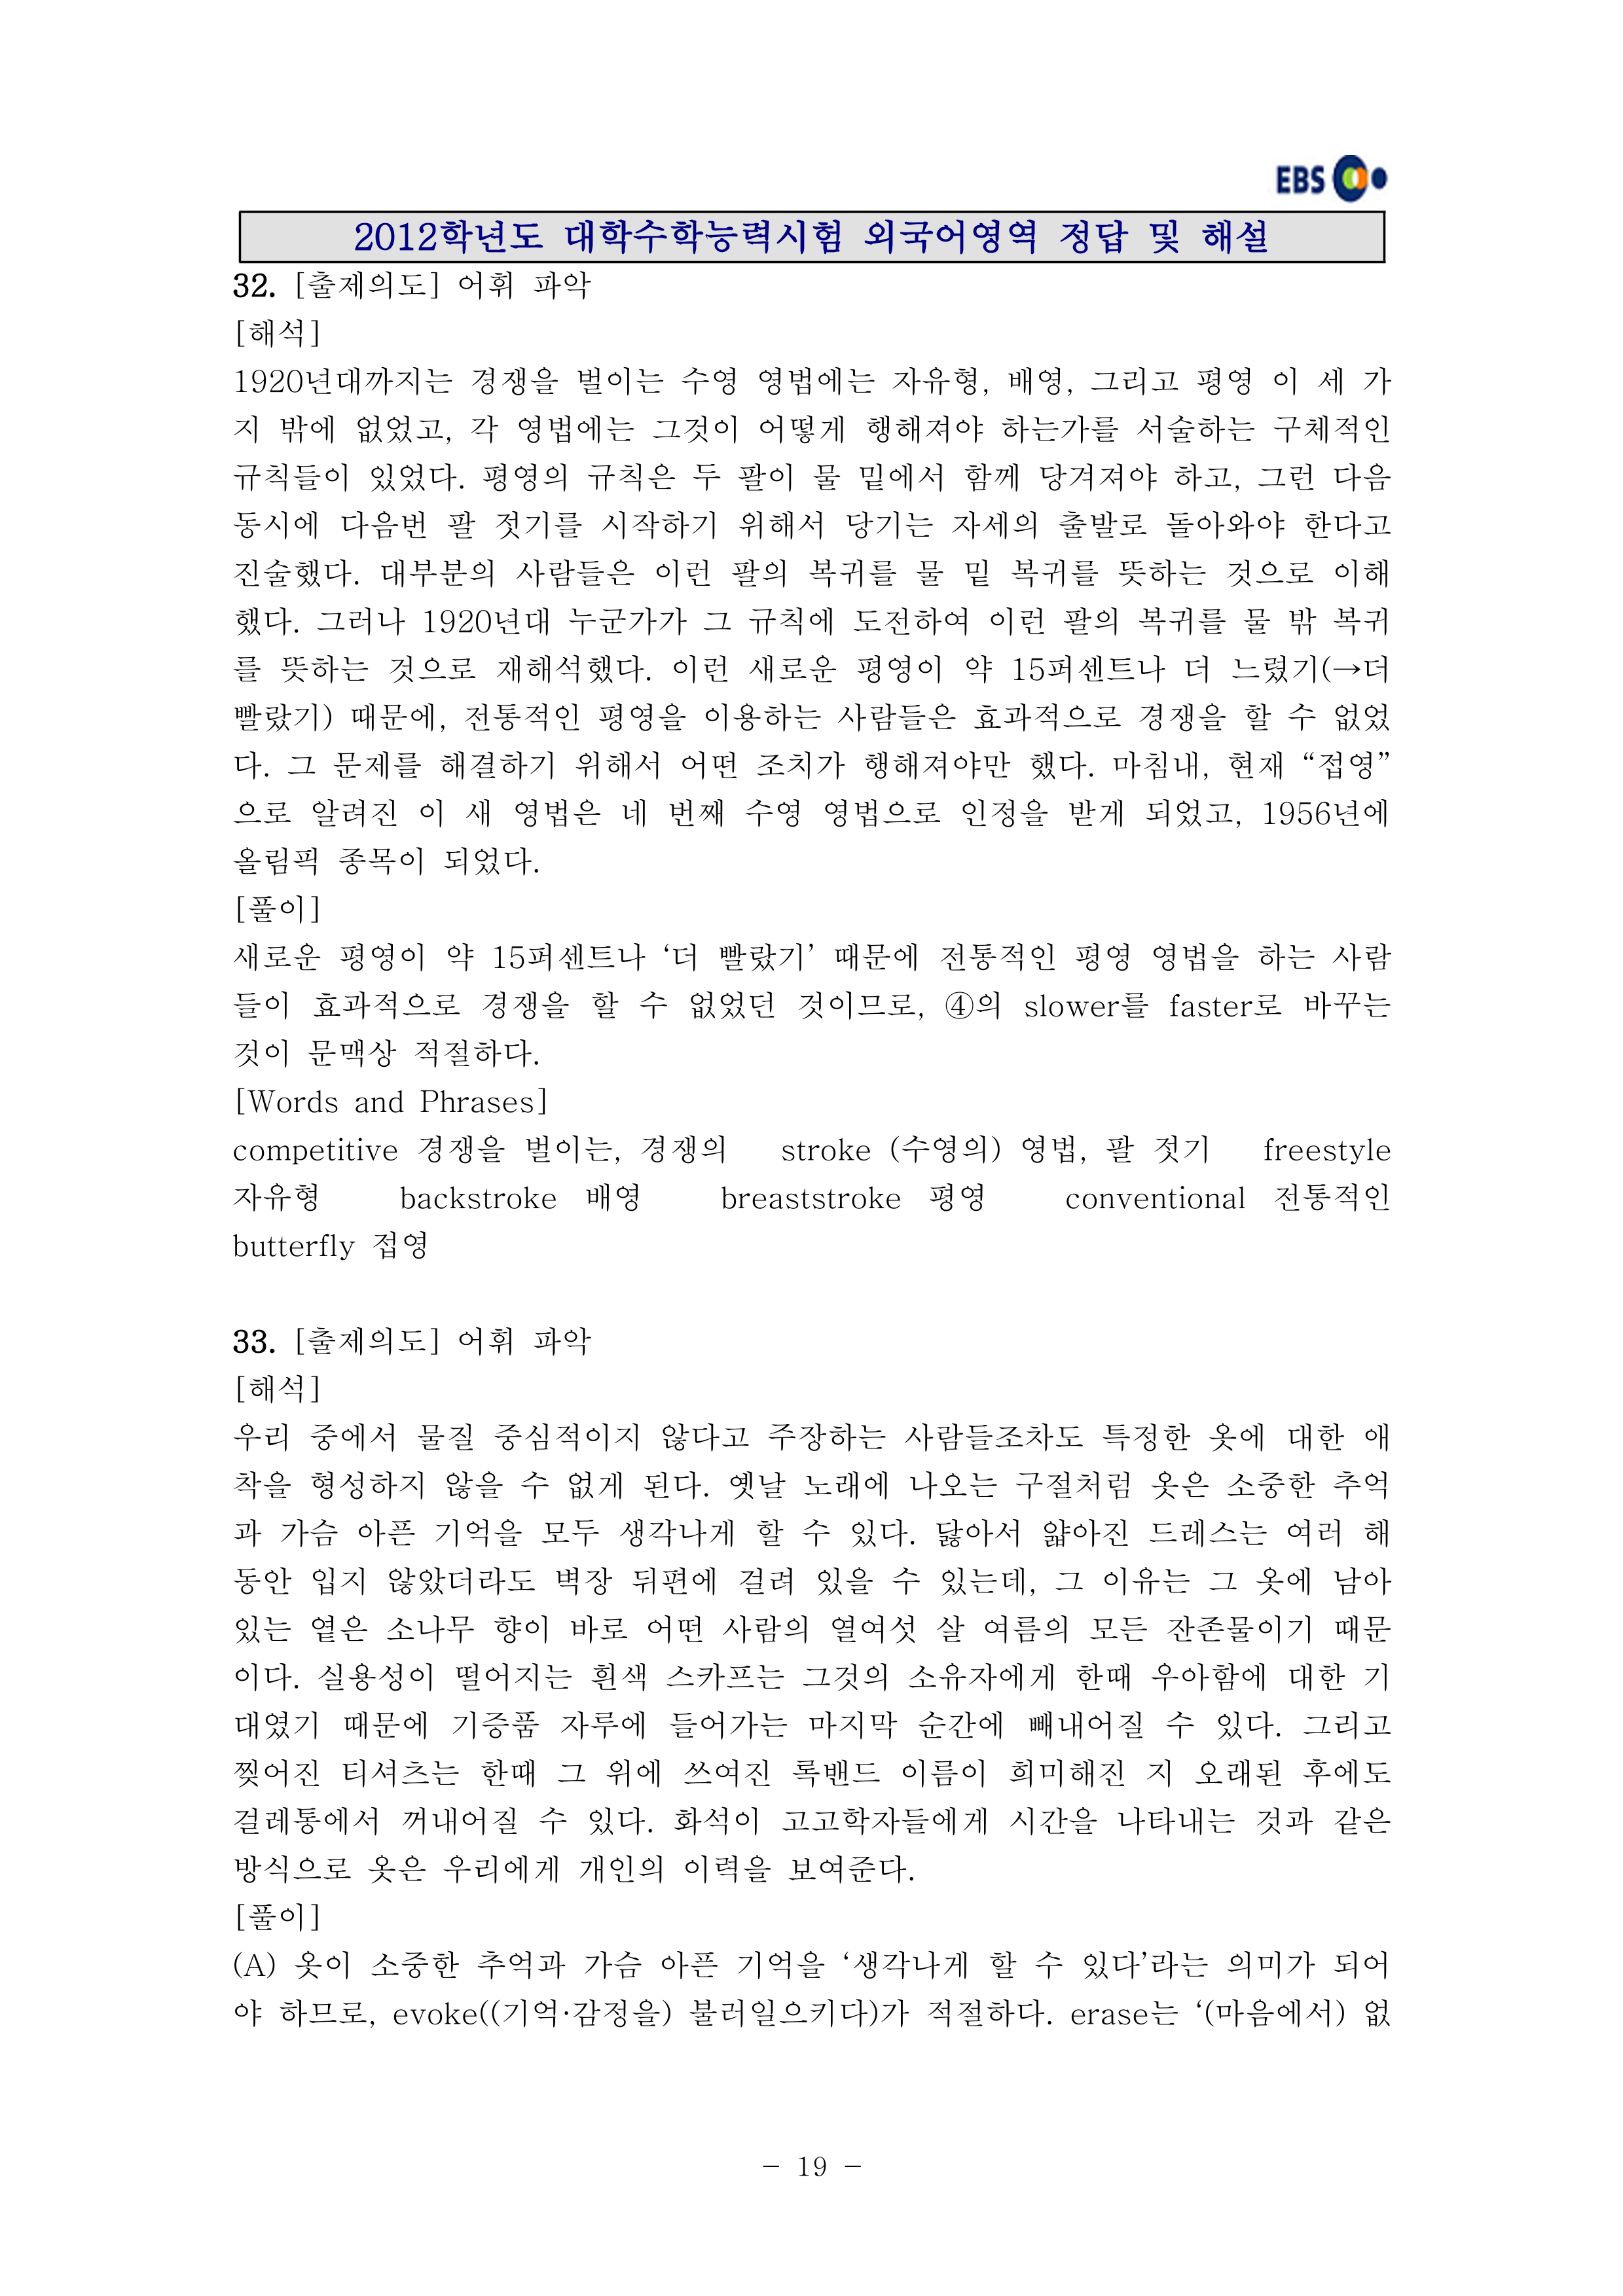 EBS
2012학년도 대학수학능력시험 외국어영역 정답 및 해설
32. [출제의도] 어휘 파악
[해석]
1920년대까지는 경쟁을 벌이는 수영 영법에는 자유형, 배영, 그리고 평영 이 세 가
지 밖에 없었고, 각 영법에는 그것이 어떻게 행해져야 하는가를 서술하는 구체적인
규칙들이 있었다. 평영의 규칙은 두 팔이 물 밑에서 함께 당겨져야 하고, 그런 다음
동시에 다음번 팔 젓기를 시작하기 위해서 당기는 자세의 출발로 돌아와야 한다고
진술했다. 대부분의 사람들은 이런 팔의 복귀를 물 밑 복귀를 뜻하는 것으로 이해
했다. 그러나 1920년대 누군가가 그 규칙에 도전하여 이런 팔의 복귀를 물 밖 복귀
를 뜻하는 것으로 재해석했다. 이런 새로운 평영이 약 15퍼센트나 더 느렸기(→더
빨랐기) 때문에, 전통적인 평영을 이용하는 사람들은 효과적으로 경쟁을 할 수 없었
다. 그 문제를 해결하기 위해서 어떤 조치가 행해져야만 했다. 마침내, 현재 “접영”
으로 알려진 이 새 영법은 네 번째 수영 영법으로 인정을 받게 되었고, 1956년에
올림픽 종목이 되었다.
[풀이]
새로운 평영이 약 15퍼센트나 ‘더 빨랐기’ 때문에 전통적인 평영 영법을 하는 사람
들이 효과적으로 경쟁을 할 수 없었던 것이므로, ④의 slower를 faster로 바꾸는
것이 문맥상 적절하다.
[Words and Phrases]
competitive 경쟁을 벌이는, 경쟁의 stroke (수영의) 영법, 팔 젓기 freestyle
자유형 backstroke 배영 breaststroke 평영 conventional 전통적인
butterfly 접영
33. [출제의도] 어휘 파악
[해석]
우리 중에서 물질 중심적이지 않다고 주장하는 사람들조차도 특정한 옷에 대한 애
착을 형성하지 않을 수 없게 된다. 옛날 노래에 나오는 구절처럼 옷은 소중한 추억
과 가슴 아픈 기억을 모두 생각나게 할 수 있다. 닳아서 얇아진 드레스는 여러 해
동안 입지 않았더라도 벽장 뒤편에 걸려 있을 수 있는데, 그 이유는 그 옷에 남아
있는 옅은 소나무 향이 바로 어떤 사람의 열여섯 살 여름의 모든 잔존물이기 때문
이다. 실용성이 떨어지는 흰색 스카프는 그것의 소유자에게 한때 우아함에 대한 기
대였기 때문에 기증품 자루에 들어가는 마지막 순간에 빼내어질 수 있다. 그리고
찢어진 티셔츠는 한때 그 위에 쓰여진 록밴드 이름이 희미해진 지 오래된 후에도
걸레통에서 꺼내어질 수 있다. 화석이 고고학자들에게 시간을 나타내는 것과 같은
방식으로 옷은 우리에게 개인의 이력을 보여준다.
[풀이]
(A) 옷이 소중한 추억과 가슴 아픈 기억을 ‘생각나게 할 수 있다’라는 의미가 되어
야 하므로, evoke((기억·감정을) 불러일으키다)가 적절하다. erase는 ‘(마음에서) 없
- 19 -